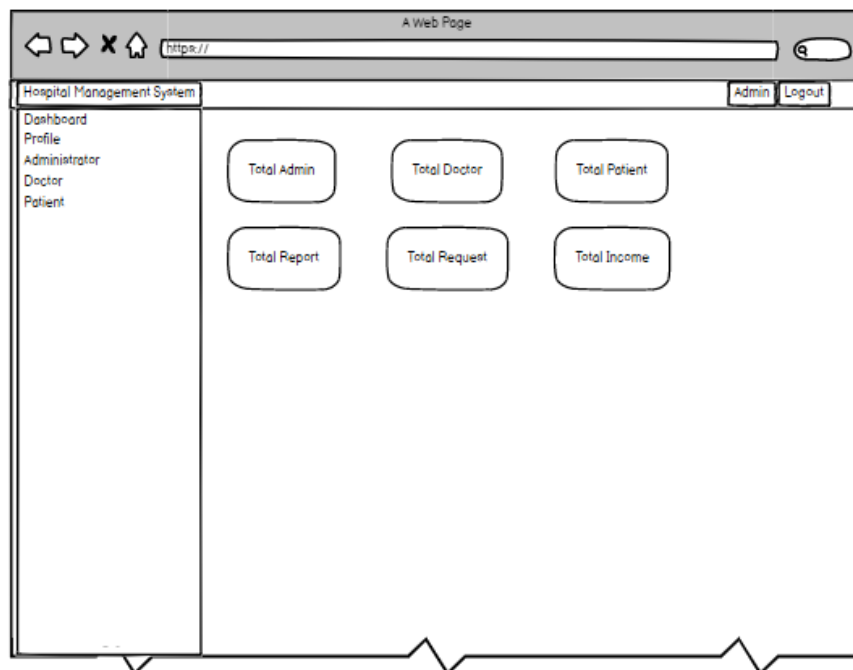 A Web Page
https://
Hospital Management System
Admin
Logout
Dashboard
Profile
Administrator
Doctor
Patient
Total Admin
Total Doctor
Total Patient
Total Report
Total Request
Total Income